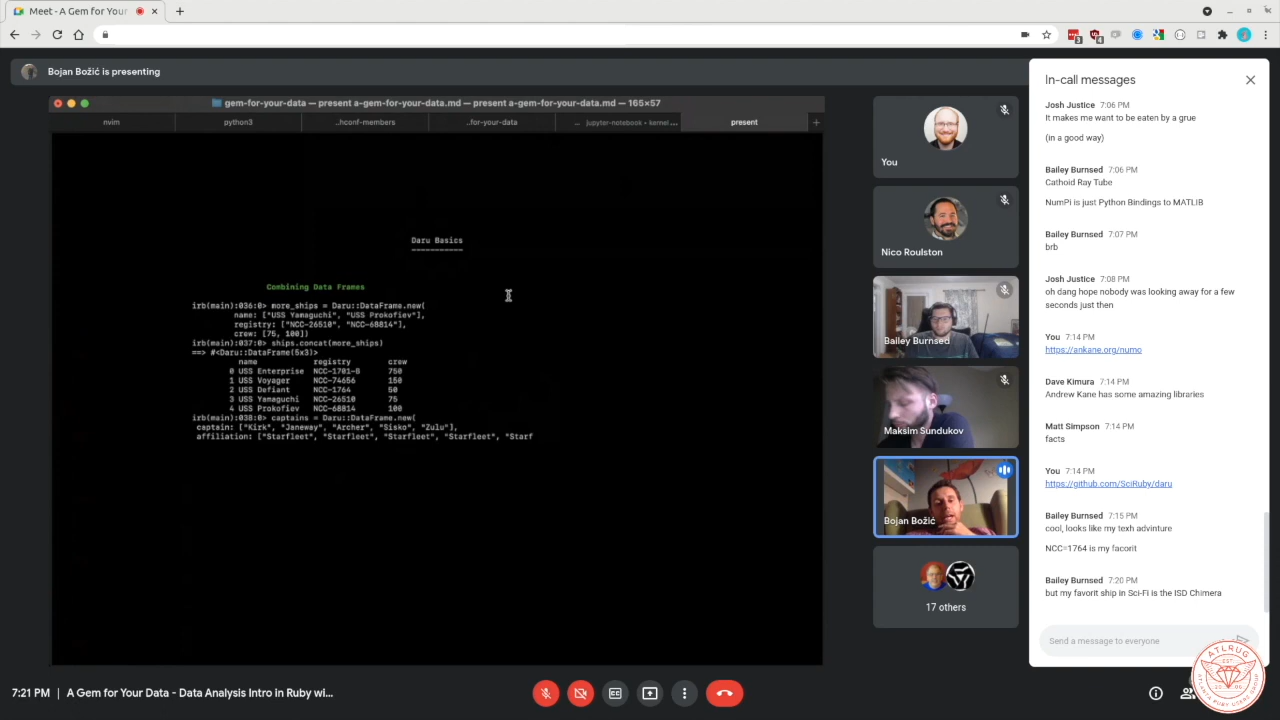 Meet - A Gem for Your
Bojan Božić is presenting
gem-for-your-data — present a-gem-for-your-data.md — present a-gem-for-your-data.md — 165×57
nvim
python3
..hconf-members
..for-your-data
... jupyter-notebook • kernel ...
present
Daru Basics
===========
Combining Data Frames
irb(main):036:0> more_ships = Daru::DataFrame.new(
name: ["USS Yamaguchi", "USS Prokofiev"],
registry: ["NCC-26510", "NCC-68814"],
crew: [75, 100])
irb(main):037:0> ships.concat(more_ships)
==> #<Daru::DataFrame(5x3)>
name registry crew
0 USS Enterprise NCC-1701-B 750
1 USS Voyager NCC-74656 150
2 USS Defiant NCC-1764 50
3 USS Yamaguchi NCC-26510 75
4 USS Prokofiev NCC-68814 100
irb(main):038:0> captains = Daru::DataFrame.new(
captain: ["Kirk", "Janeway", "Archer", "Sisko", "Zulu"],
affiliation: ["Starfleet", "Starfleet", "Starfleet", "Starfleet", "Starf
You
Nico Roulston
Bailey Burnsed
Maksim Sundukov
Bojan Božić
17 others
In-call messages
Josh Justice 7:06 PM
It makes me want to be eaten by a grue
(in a good way)
Bailey Burnsed 7:06 PM
Cathoid Ray Tube
NumPi is just Python Bindings to MATLIB
Bailey Burnsed 7:07 PM
brb
Josh Justice 7:08 PM
oh dang hope nobody was looking away for a few
seconds just then
You 7:14 PM
https://ankane.org/numo
Dave Kimura 7:14 PM
Andrew Kane has some amazing libraries
Matt Simpson 7:14 PM
facts
You 7:14 PM
https://github.com/SciRuby/daru
Bailey Burnsed 7:15 PM
cool, looks like my texh advinture
NCC=1764 is my facorit
Bailey Burnsed 7:20 PM
but my favorit ship in Sci-Fi is the ISD Chimera
Send a message to everyone
7:21 PM | A Gem for Your Data - Data Analysis Intro in Ruby wi...
ATLRUG
EST.
ATLANTA RUBY USERS GROUP